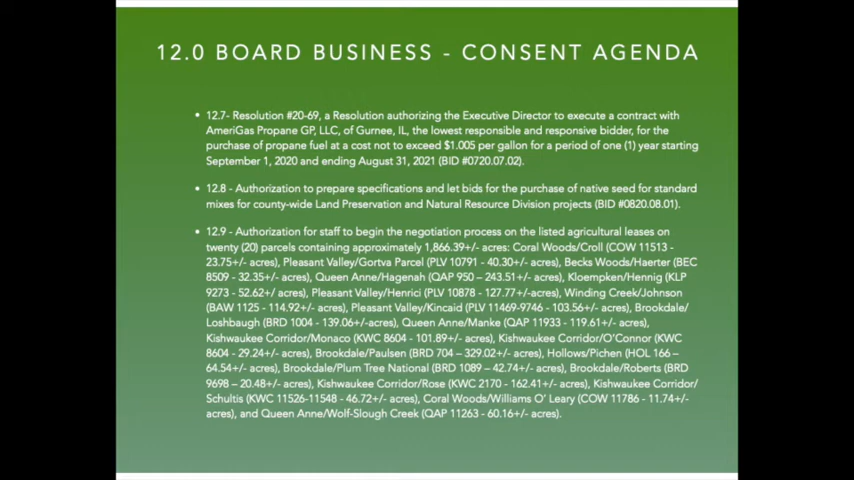 12.0 BOARD BUSINESS - CONSENT AGENDA
• 12.7- Resolution #20-69, a Resolution authorizing the Executive Director to execute a contract with
AmeriGas Propane GP, LLC, of Gurnee, IL, the lowest responsible and responsive bidder, for the
purchase of propane fuel at a cost not to exceed $1.005 per gallon for a period of one (1) year starting
September 1, 2020 and ending August 31, 2021 (BID #0720.07.02).
• 12.8 - Authorization to prepare specifications and let bids for the purchase of native seed for standard
mixes for county-wide Land Preservation and Natural Resource Division projects (BID #0820.08.01).
• 12.9 - Authorization for staff to begin the negotiation process on the listed agricultural leases on
twenty (20) parcels containing approximately 1,866.39+/- acres: Coral Woods/Croll (COW 11513 -
23.75+/- acres), Pleasant Valley/Gortva Parcel (PLV 10791 - 40.30+/- acres), Becks Woods/Haerter (BEC
8509 - 32.35+/- acres), Queen Anne/Hagenah (QAP 950 – 243.51+/- acres), Kloempken/Hennig (KLP
9273 - 52.62+/ acres), Pleasant Valley/Henrici (PLV 10878 - 127.77+/-acres), Winding Creek/Johnson
(BAW 1125 - 114.92+/- acres), Pleasant Valley/Kincaid (PLV 11469-9746 - 103.56+/- acres), Brookdale/
Loshbaugh (BRD 1004 - 139.06+/-acres), Queen Anne/Manke (QAP 11933 - 119.61+/- acres),
Kishwaukee Corridor/Monaco (KWC 8604 - 101.89+/- acres), Kishwaukee Corridor/O’Connor (KWC
8604 - 29.24+/- acres), Brookdale/Paulsen (BRD 704 – 329.02+/- acres), Hollows/Pichen (HOL 166 –
64.54+/- acres), Brookdale/Plum Tree National (BRD 1089 – 42.74+/- acres), Brookdale/Roberts (BRD
9698 – 20.48+/- acres), Kishwaukee Corridor/Rose (KWC 2170 - 162.41+/- acres), Kishwaukee Corridor/
Schultis (KWC 11526-11548 - 46.72+/- acres), Coral Woods/Williams O’ Leary (COW 11786 - 11.74+/-
acres), and Queen Anne/Wolf-Slough Creek (QAP 11263 - 60.16+/- acres).